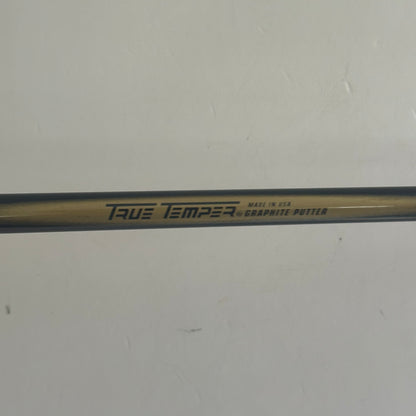 TRUE TEMPER® MADE IN USA
GRAPHITE PUTTER